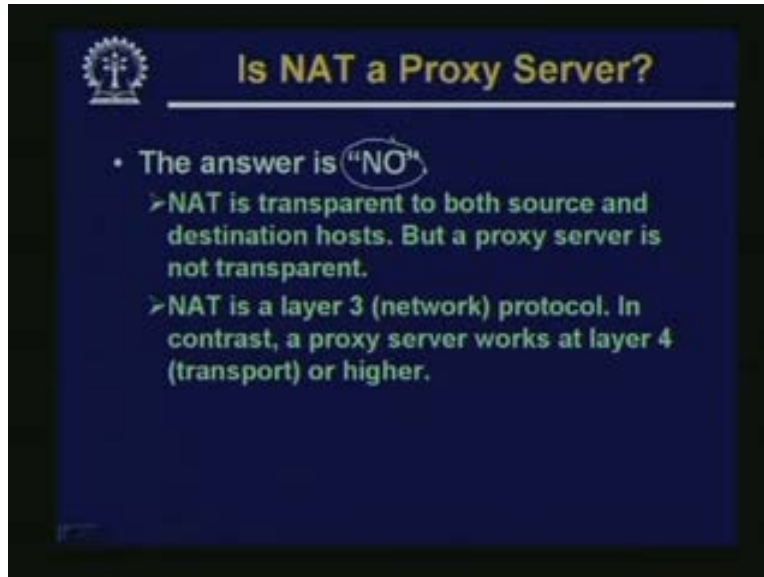 Is NAT a Proxy Server?
• The answer is "NO".
➢NAT is transparent to both source and
destination hosts. But a proxy server is
not transparent.
➢NAT is a layer 3 (network) protocol. In
contrast, a proxy server works at layer 4
(transport) or higher.